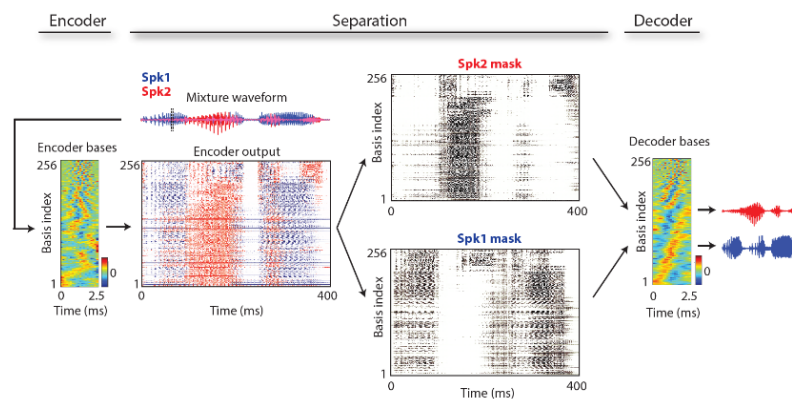 Encoder
Separation
Decoder
Spk1
Spk2
Mixture waveform
Encoder bases
256
Basis index
1
0
0
2.5
Time (ms)
Encoder output
256
1
0
400
Time (ms)
Spk2 mask
256
Basis index
1
0
400
Spk1 mask
256
Basis index
1
0
400
Time (ms)
Decoder bases
256
Basis index
1
0
0
2.5
Time (ms)